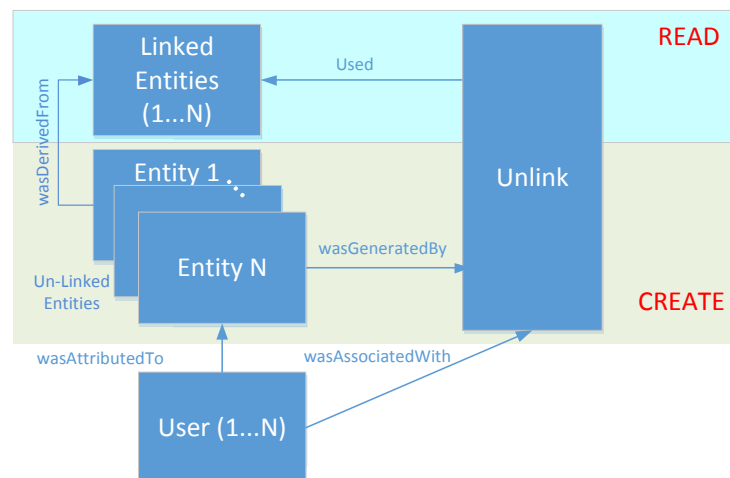 READ
Linked
Entities
(1...N)
Used
wasDerivedFrom
Entity 1
Unlink
wasGeneratedBy
Entity N
Un-Linked
Entities
CREATE
wasAttributedTo
wasAssociatedWith
User (1...N)